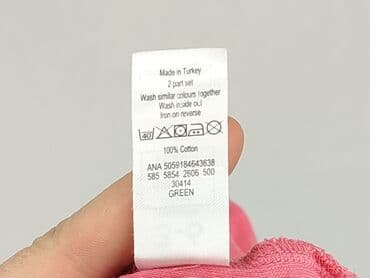 Made in Turkey
2 part set
Wash similar colours together
Wash inside out
Iron on reverse
40
100% Cotton
ANA 5059184643638
585 5854 2606 500
30414
GREEN